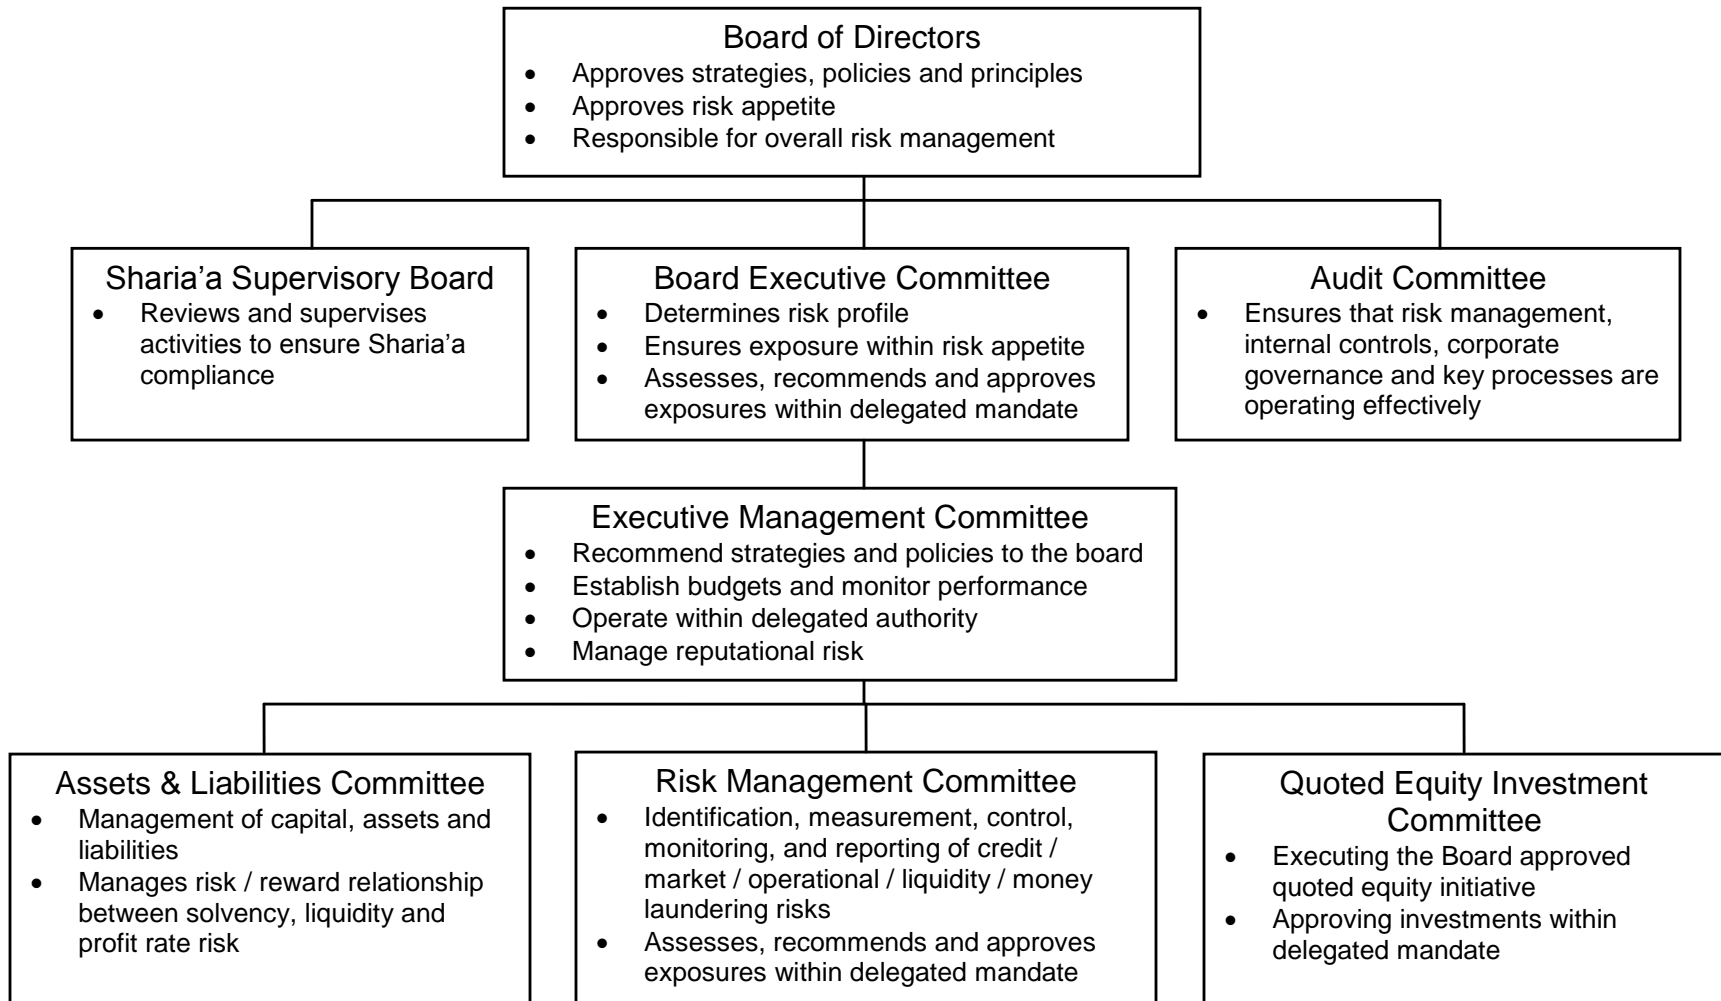 Board of Directors
• Approves strategies, policies and principles
• Approves risk appetite
• Responsible for overall risk management
Sharia’a Supervisory Board
• Reviews and supervises
activities to ensure Sharia’a
compliance
Board Executive Committee
• Determines risk profile
• Ensures exposure within risk appetite
• Assesses, recommends and approves
exposures within delegated mandate
Audit Committee
• Ensures that risk management,
internal controls, corporate
governance and key processes are
operating effectively
Executive Management Committee
• Recommend strategies and policies to the board
• Establish budgets and monitor performance
• Operate within delegated authority
• Manage reputational risk
Assets & Liabilities Committee
• Management of capital, assets and
liabilities
• Manages risk / reward relationship
between solvency, liquidity and
profit rate risk
Risk Management Committee
• Identification, measurement, control,
monitoring, and reporting of credit /
market / operational / liquidity / money
laundering risks
• Assesses, recommends and approves
exposures within delegated mandate
Quoted Equity Investment
Committee
• Executing the Board approved
quoted equity initiative
• Approving investments within
delegated mandate